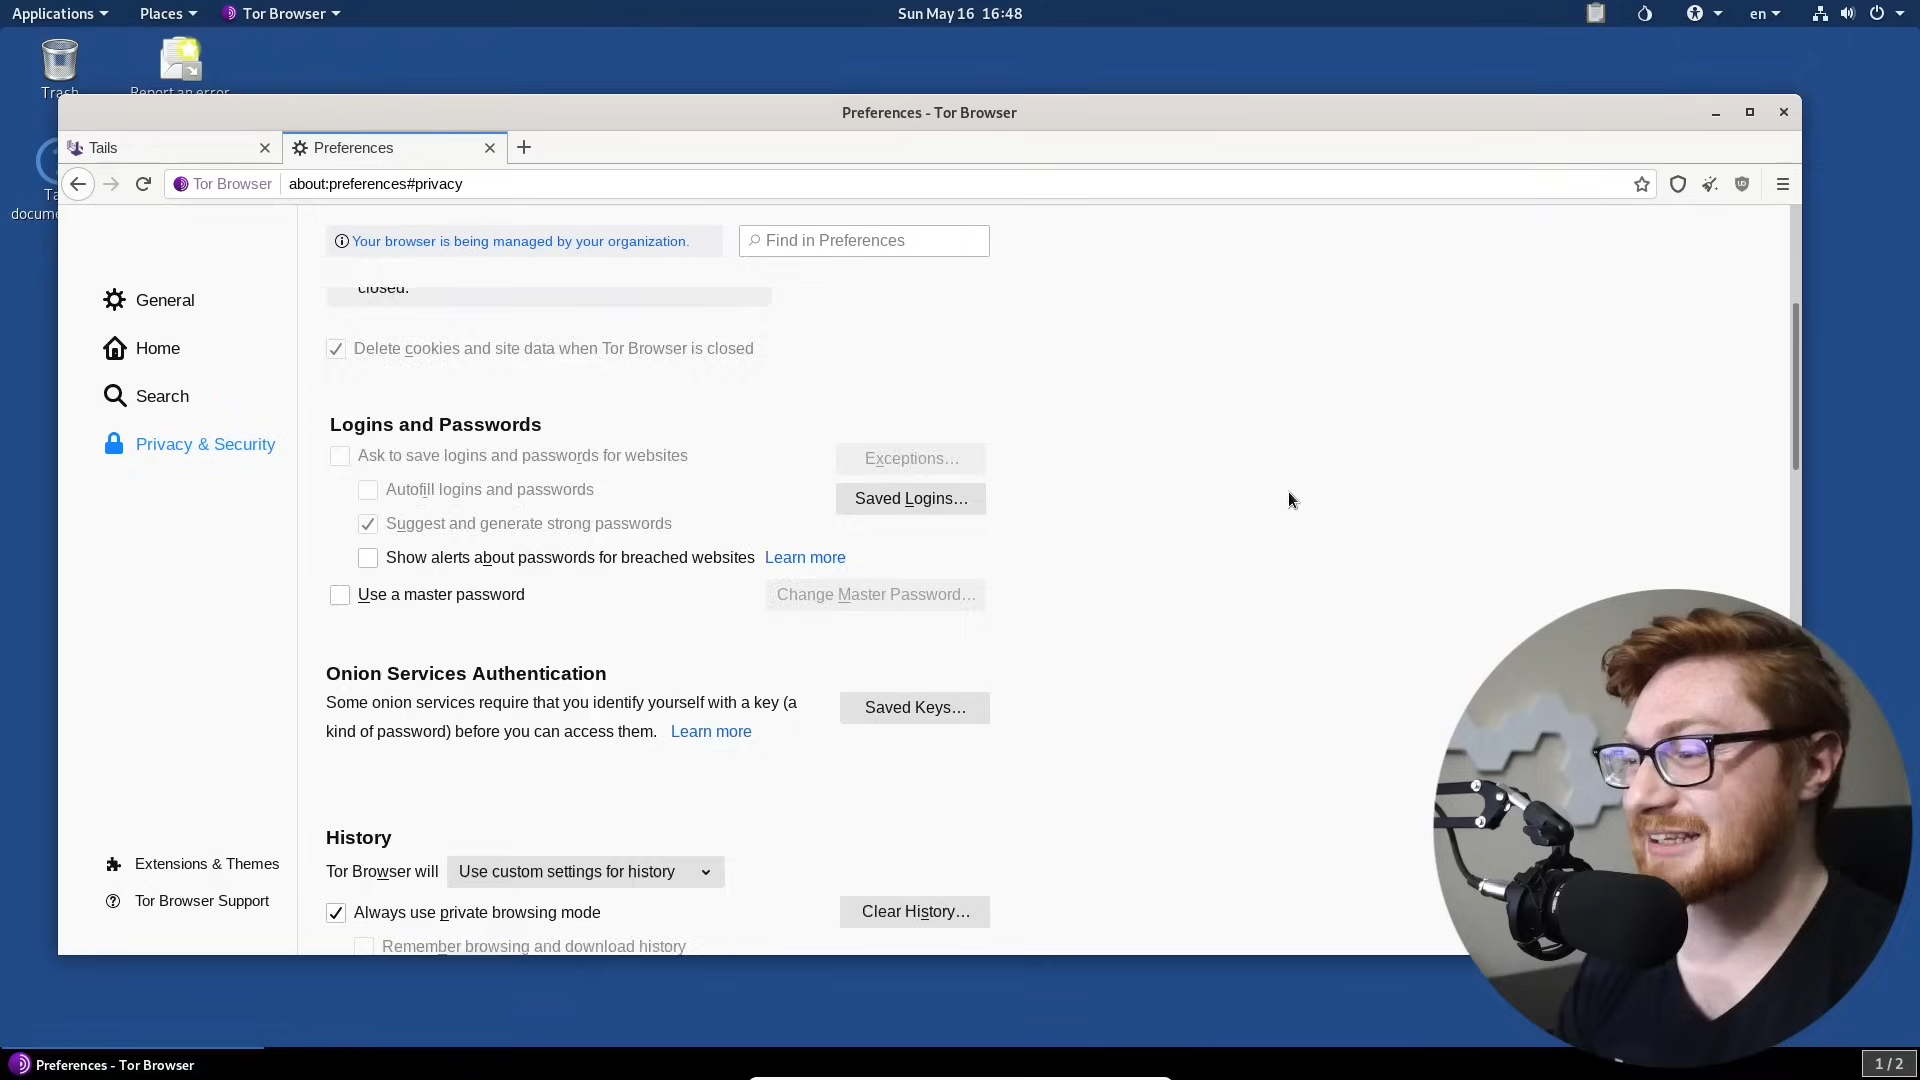 Applications
Places
Tor Browser
Sun May 16 16:48
en
Trash
Report an error
Preferences - Tor Browser
Tails
Preferences
Tor Browser
about:preferences#privacy
docume
Your browser is being managed by your organization.
Find in Preferences
closed.
General
Home
Search
Privacy & Security
Delete cookies and site data when Tor Browser is closed
Logins and Passwords
Ask to save logins and passwords for websites
Exceptions…
Autofill logins and passwords
Saved Logins…
Suggest and generate strong passwords
Show alerts about passwords for breached websites Learn more
Use a master password
Change Master Password…
Onion Services Authentication
Some onion services require that you identify yourself with a key (a
kind of password) before you can access them. Learn more
Saved Keys…
History
Tor Browser will
Use custom settings for history
Always use private browsing mode
Clear History…
Remember browsing and download history
Extensions & Themes
Tor Browser Support
Preferences - Tor Browser
1 / 2